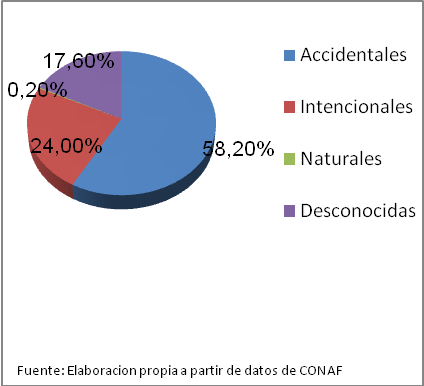 17,60%
0,20%
24,00%
58,20%
Accidentales
Intencionales
Naturales
Desconocidas
Fuente: Elaboracion propia a partir de datos de CONAF